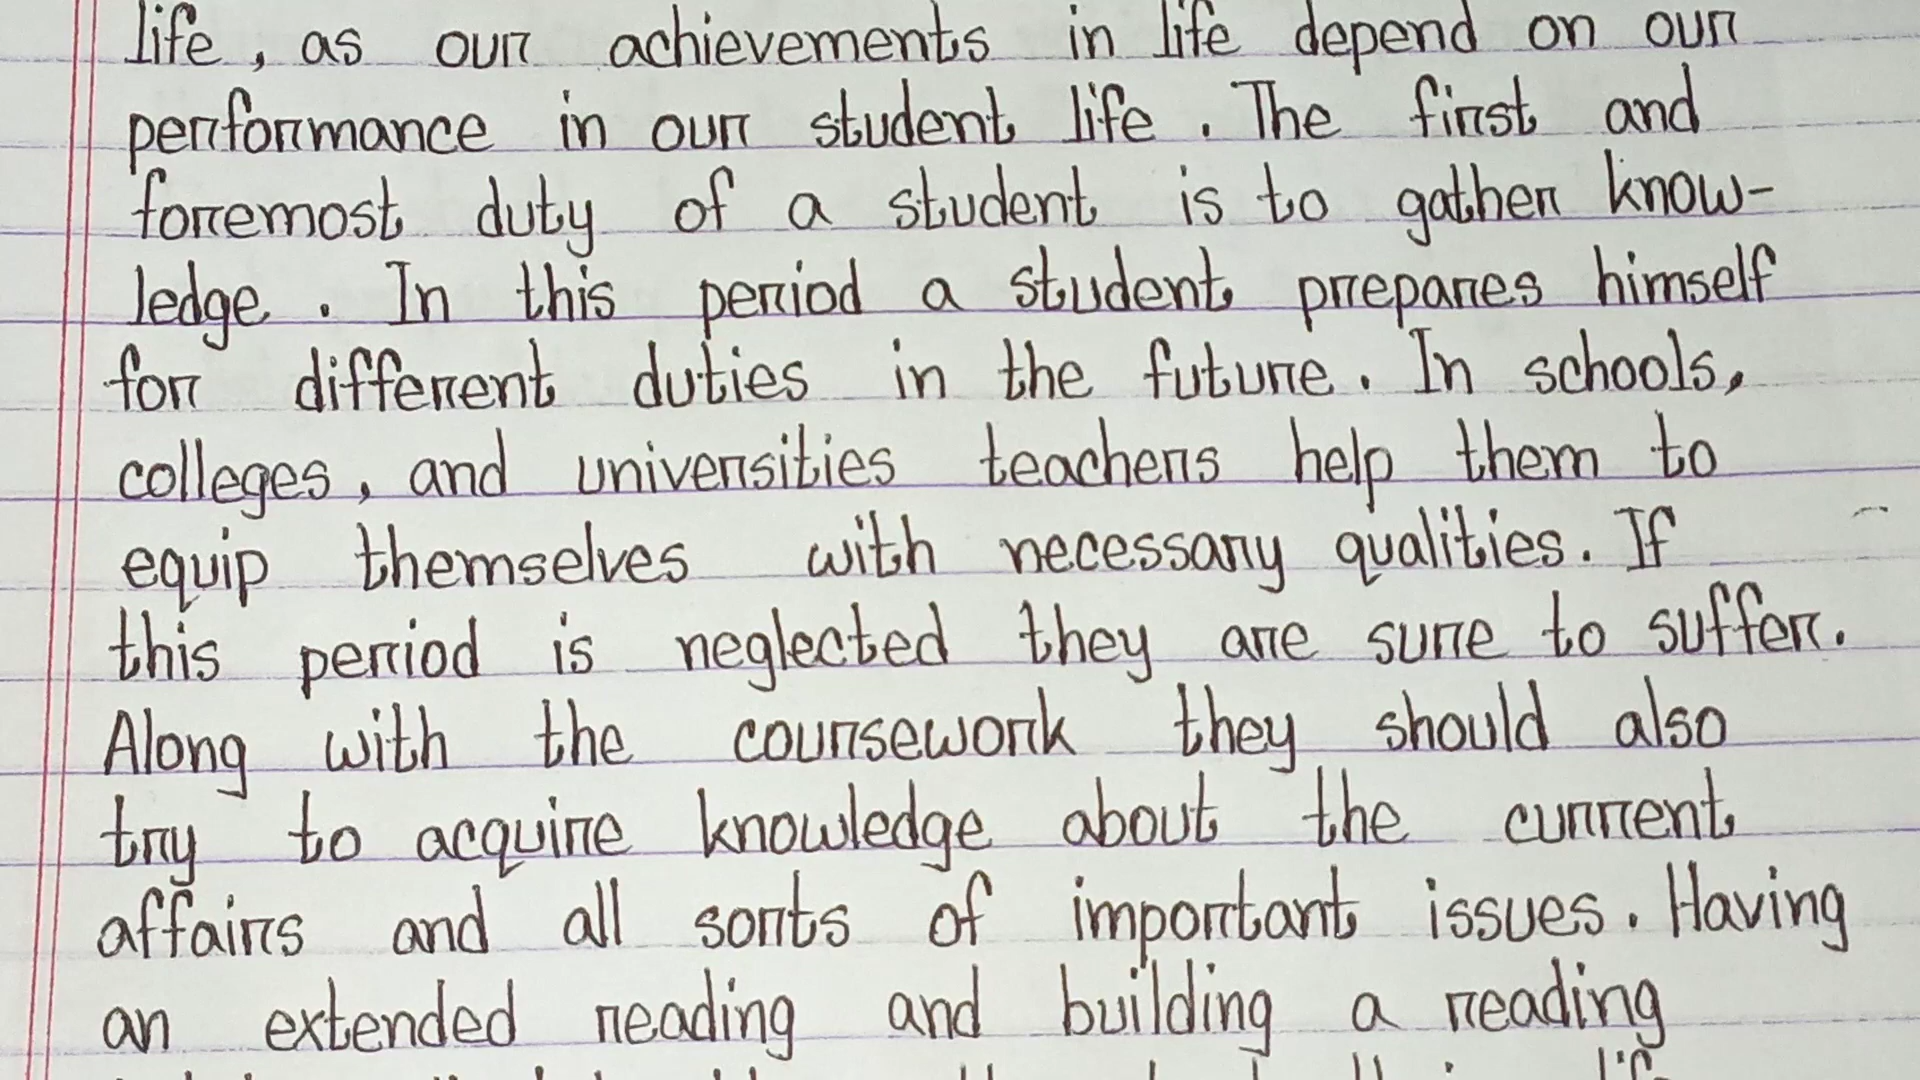 life, as our achievements in life depend on our
performance in our student life. The first and
foremost duty of a student is to gather know-
ledge. In this period a student prepares himself
for different duties in the future. In schools,
colleges, and universities teachers help them to
equip themselves with necessary qualities. If
this period is neglected they are sure to suffer.
Along with the coursework they should also
try to acquire knowledge about the current
affairs and all sorts of important issues. Having
an extended reading and building a reading